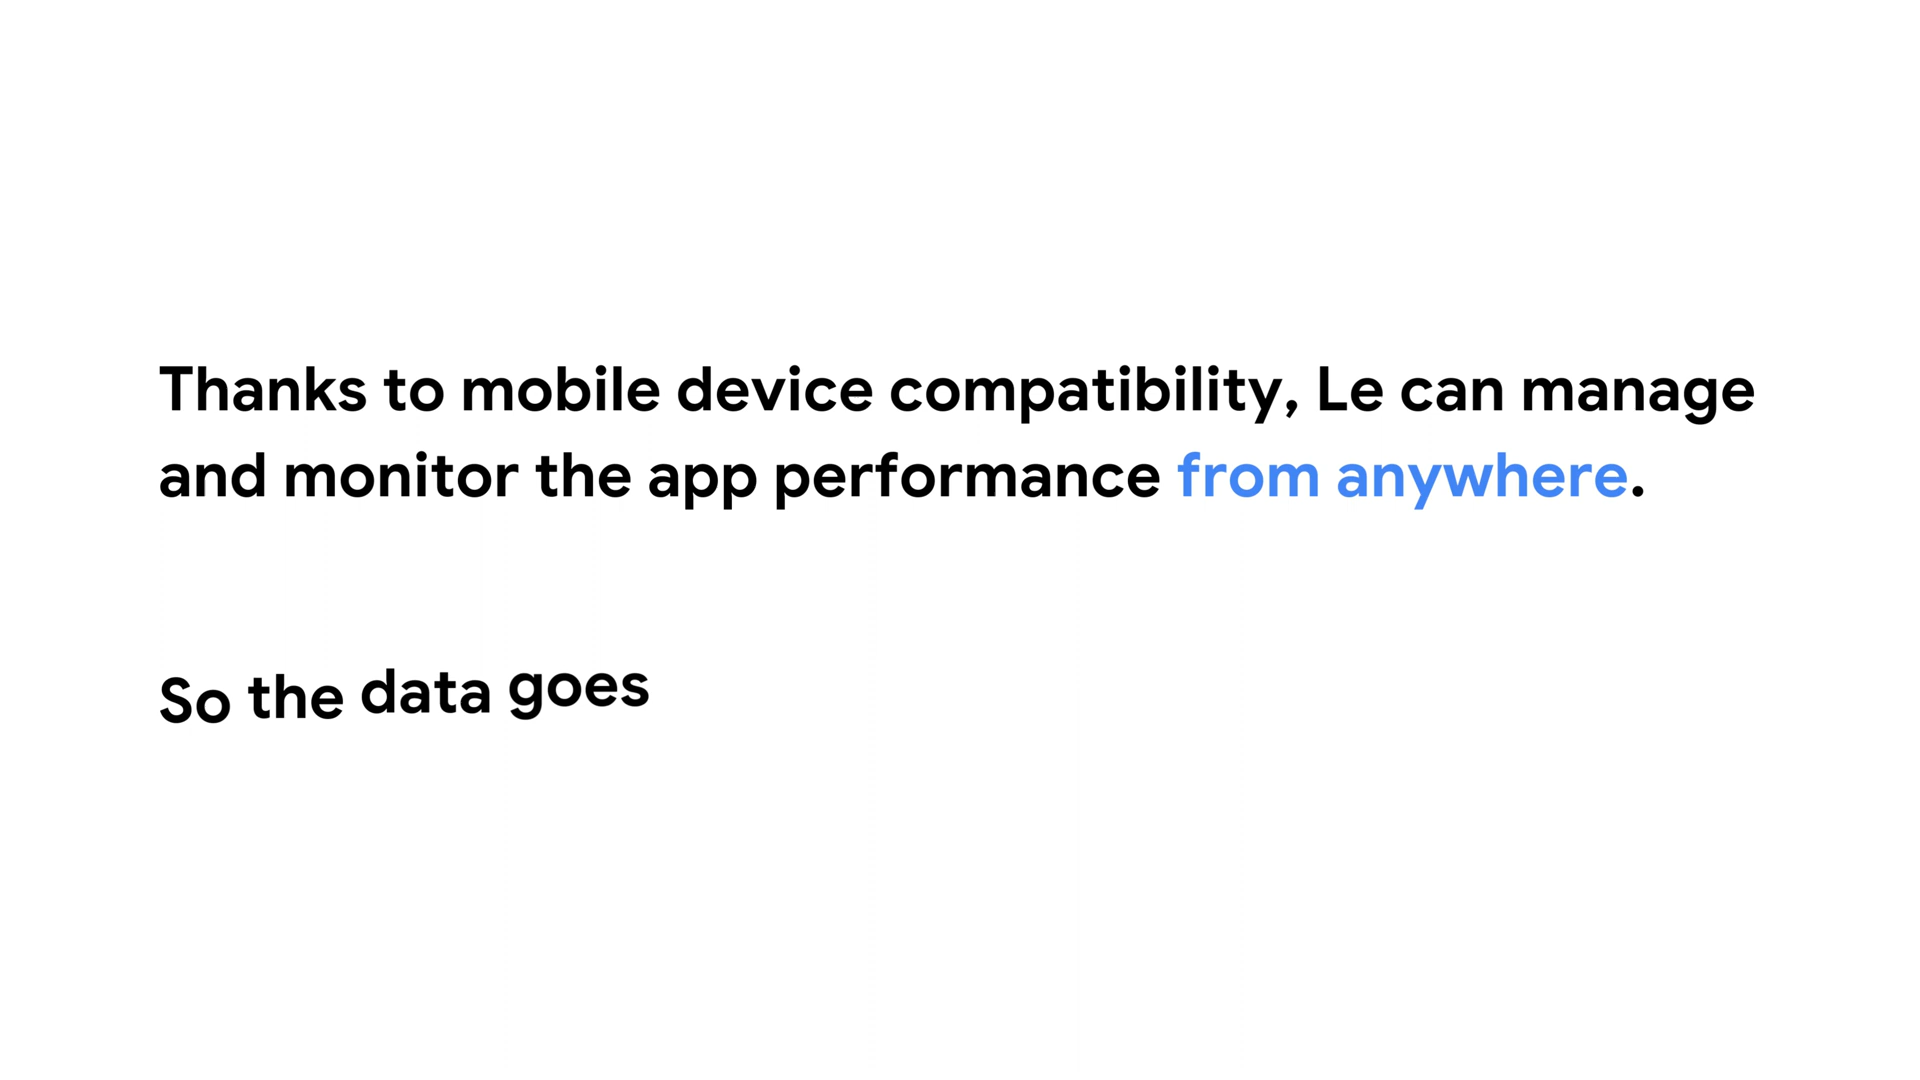 Thanks to mobile device compatibility, Le can manage
and monitor the app performance from anywhere.
So the data goes